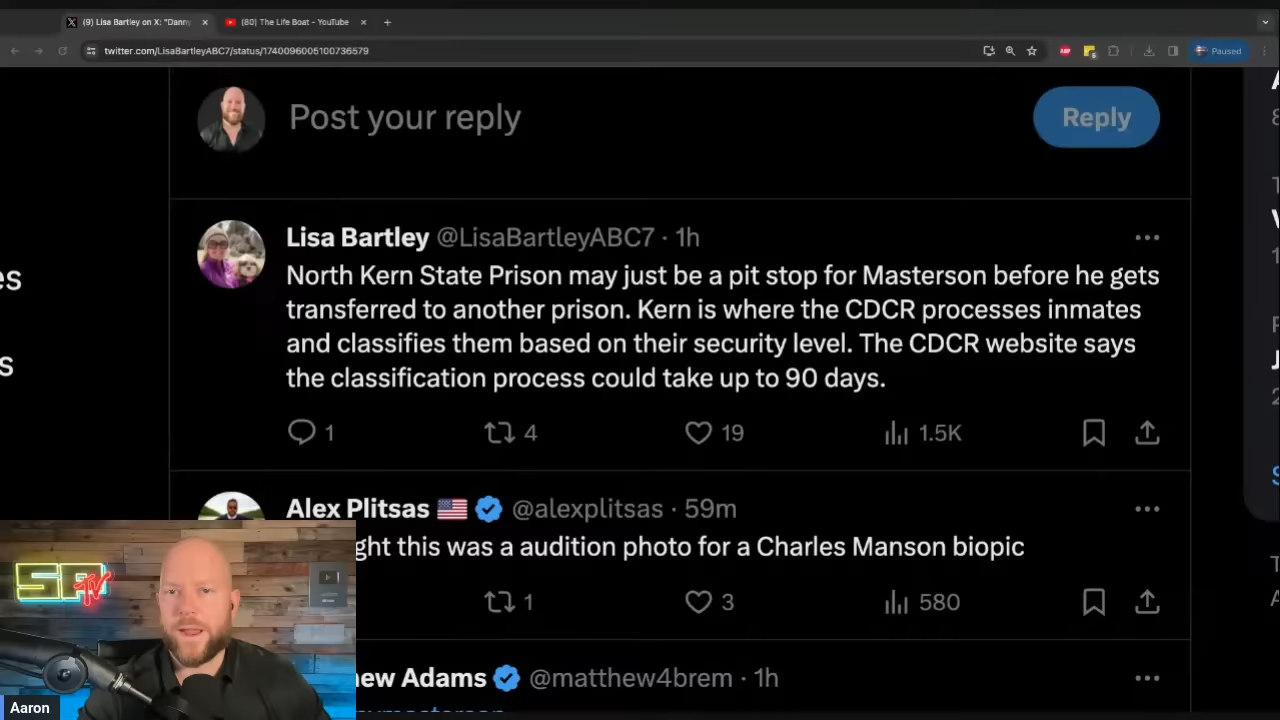 (9) Lisa Bartley on X: "Danny
(80) The Life Boat - YouTube
twitter.com/LisaBartleyABC7/status/1740096005100736579
Paused
Post your reply
Reply
Lisa Bartley @LisaBartleyABC7 · 1h
North Kern State Prison may just be a pit stop for Masterson before he gets
transferred to another prison. Kern is where the CDCR processes inmates
and classifies them based on their security level. The CDCR website says
the classification process could take up to 90 days.
1 4 19 1.5K
Alex Plitsas @alexplitsas · 59m
ght this was a audition photo for a Charles Manson biopic
1 3 580
ew Adams @matthew4brem · 1h
es
s
TV
Aaron